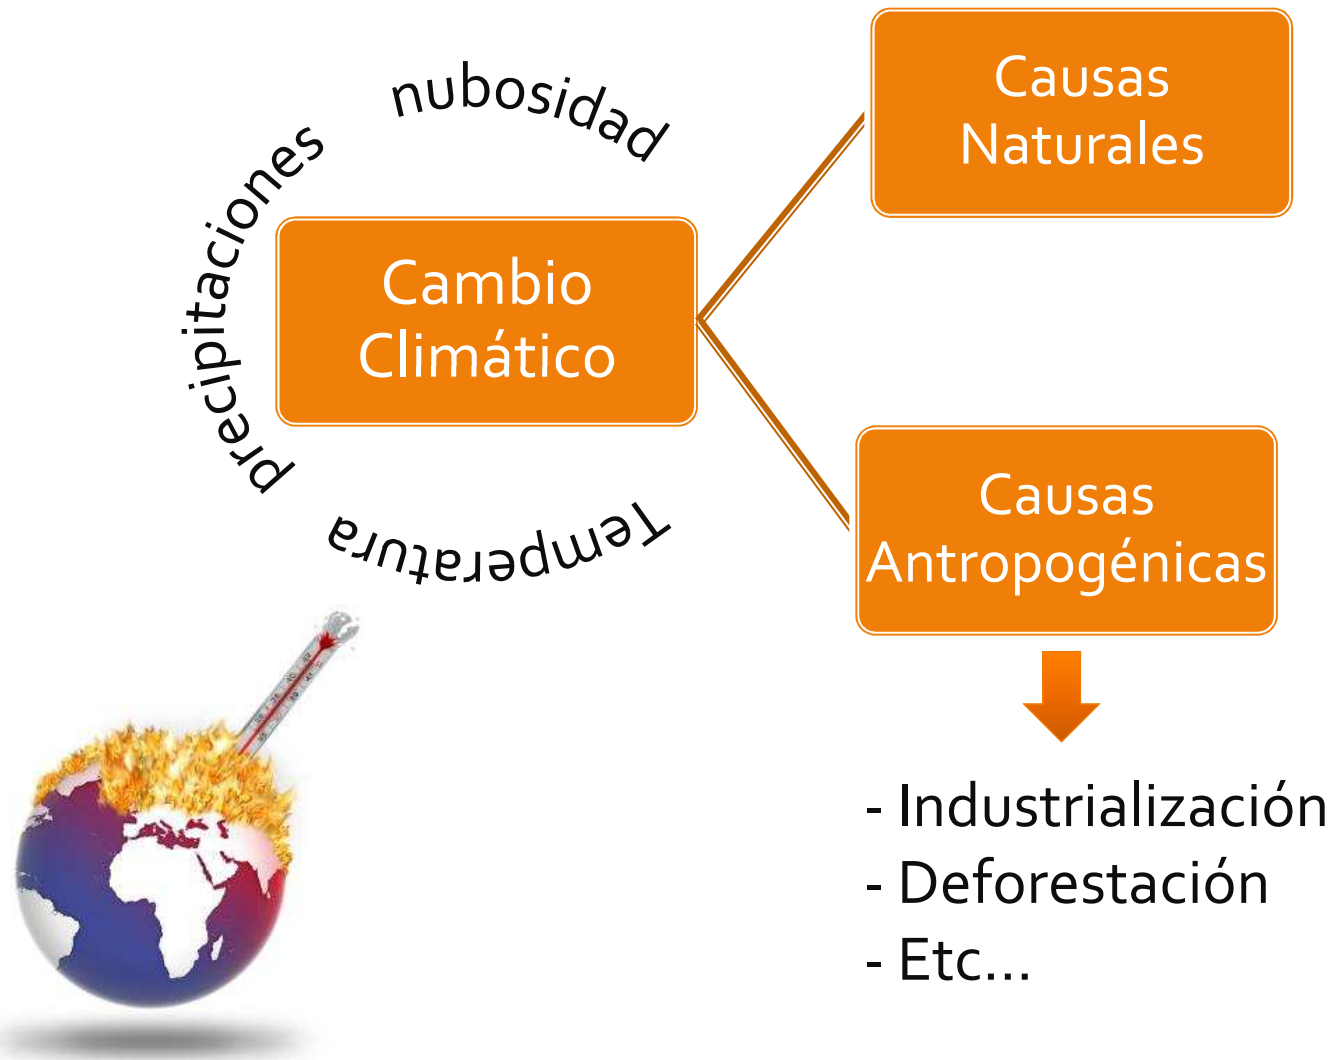 nubosidad
precipitaciones
Temperatura
Cambio
Climático
Causas
Naturales
Causas
Antropogénicas
- Industrialización
- Deforestación
- Etc...